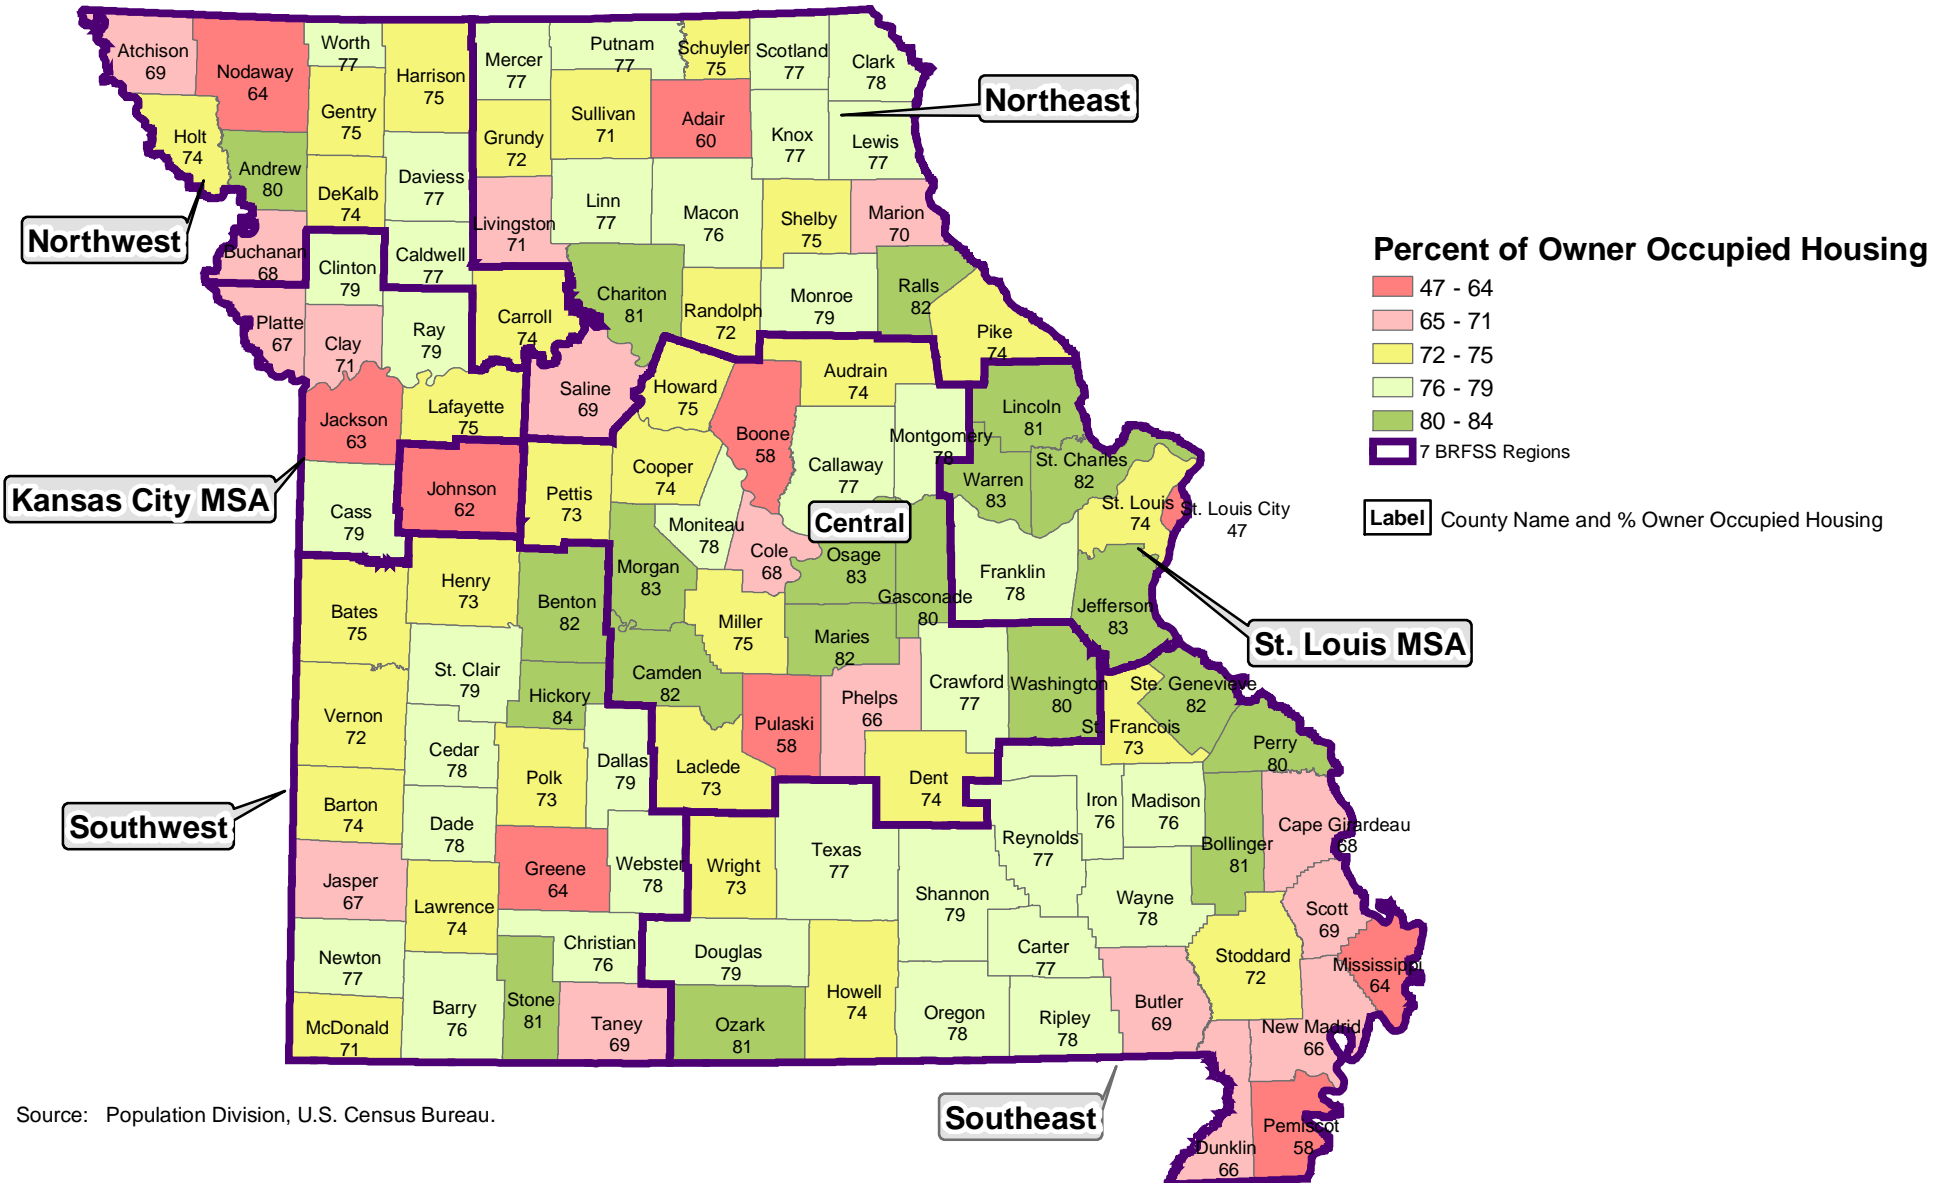 Atchison
69
Nodaway
64
Worth
77
Harrison
75
Mercer
77
Putnam
77
Schuyler
75
Scotland
77
Clark
78
Northeast
Gentry
75
Holt
74
Andrew
80
DeKalb
74
Daviess
77
Grundy
72
Sullivan
71
Adair
60
Knox
77
Lewis
77
Northwest
Buchanan
68
Clinton
79
Caldwell
77
Livingston
71
Linn
77
Macon
76
Shelby
75
Marion
70
Percent of Owner Occupied Housing
47 - 64
65 - 71
72 - 75
76 - 79
80 - 84
7 BRFSS Regions
Label
County Name and % Owner Occupied Housing
Platte
67
Clay
71
Ray
79
Carroll
74
Chariton
81
Randolph
72
Monroe
79
Ralls
82
Pike
74
Jackson
63
Lafayette
75
Saline
69
Howard
75
Boone
58
Audrain
74
Callaway
77
Montgomery
78
Lincoln
81
Warren
83
St. Charles
82
St. Louis
74
St. Louis City
47
Kansas City MSA
Cass
79
Johnson
62
Pettis
73
Cooper
74
Moniteau
78
Cole
68
Central
Osage
83
Gasconade
80
Franklin
78
Jefferson
83
St. Louis MSA
Bates
75
Henry
73
Benton
82
Morgan
83
Miller
75
Maries
82
Camden
82
St. Clair
79
Hickory
84
Pulaski
58
Phelps
66
Crawford
77
Washington
80
Ste. Genevieve
82
St. Francois
73
Perry
80
Vernon
72
Cedar
78
Polk
73
Dallas
79
Laclede
73
Dent
74
Iron
76
Madison
76
Bollinger
81
Cape Girardeau
68
Southwest
Barton
74
Dade
78
Greene
64
Webster
78
Wright
73
Texas
77
Reynolds
77
Shannon
79
Wayne
78
Scott
69
Jasper
67
Lawrence
74
Christian
76
Douglas
79
Howell
74
Carter
77
Stoddard
72
Mississippi
64
Newton
77
McDonald
71
Barry
76
Stone
81
Taney
69
Ozark
81
Oregon
78
Ripley
78
Butler
69
New Madrid
66
Southeast
Dunklin
66
Pemiscot
58
Source: Population Division, U.S. Census Bureau.